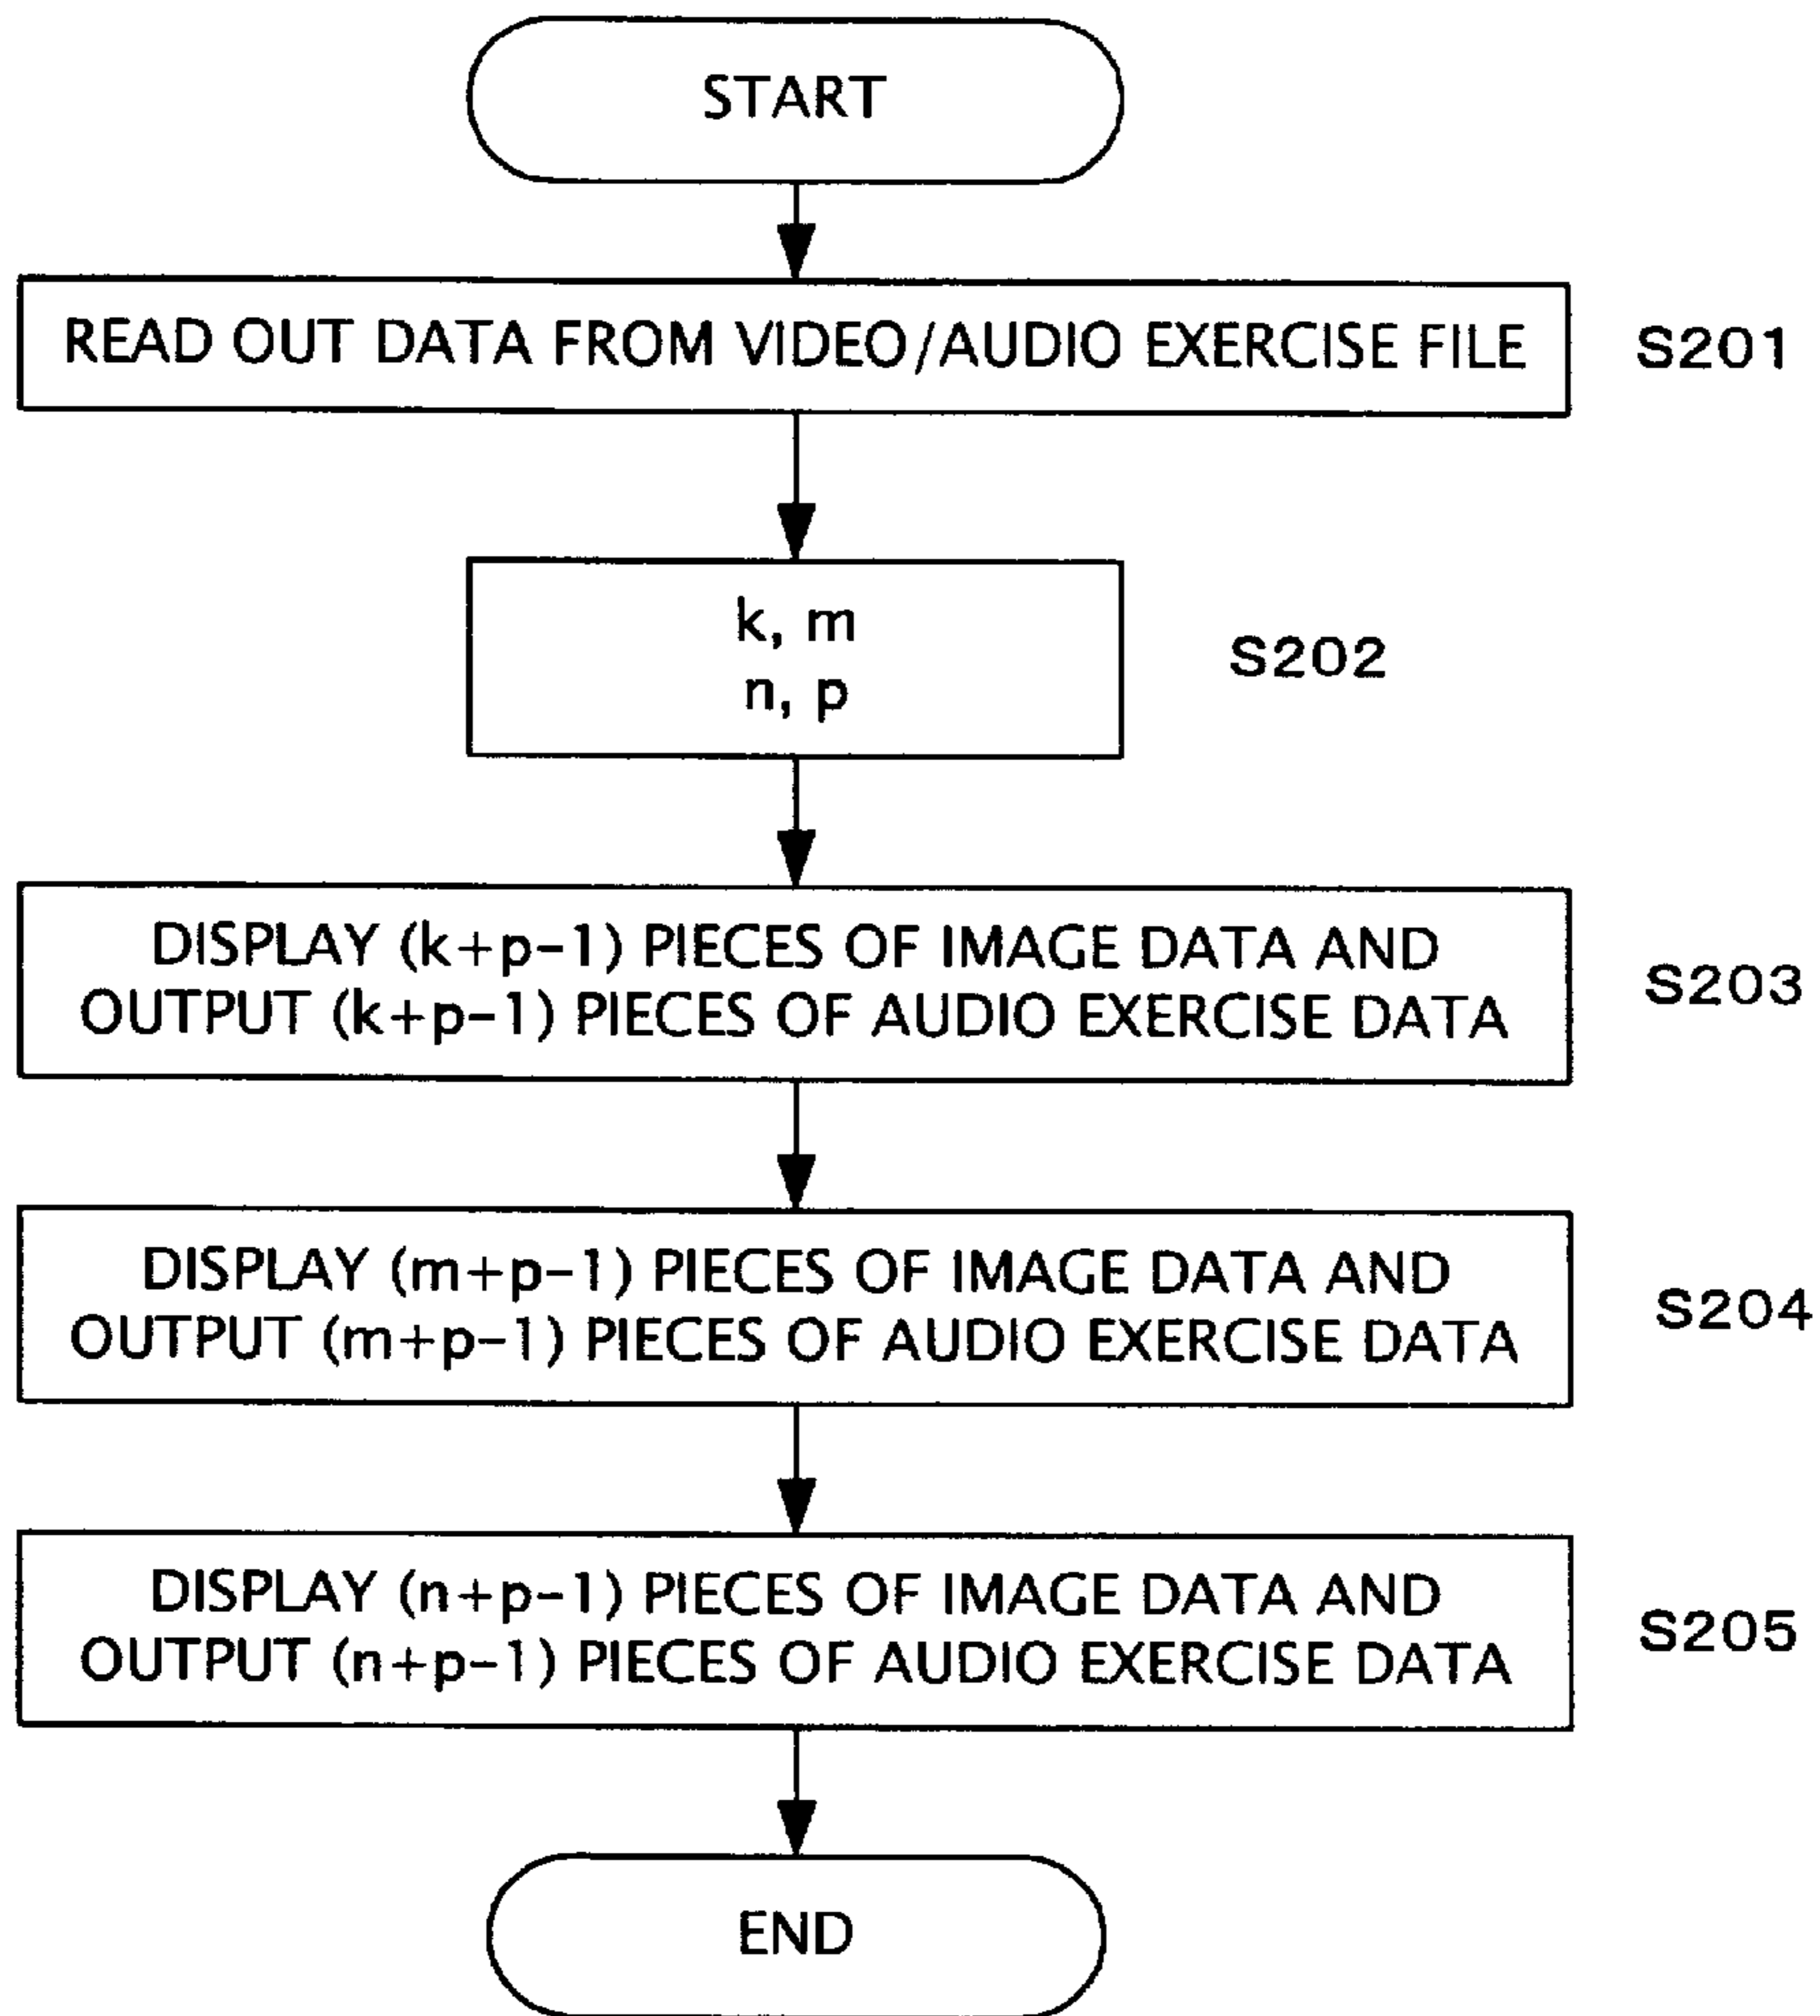 START
READ OUT DATA FROM VIDEO/AUDIO EXERCISE FILE
S201
k, m
n, p
S202
DISPLAY (k+p-1) PIECES OF IMAGE DATA AND
OUTPUT (k+p-1) PIECES OF AUDIO EXERCISE DATA
S203
DISPLAY (m+p-1) PIECES OF IMAGE DATA AND
OUTPUT (m+p-1) PIECES OF AUDIO EXERCISE DATA
S204
DISPLAY (n+p-1) PIECES OF IMAGE DATA AND
OUTPUT (n+p-1) PIECES OF AUDIO EXERCISE DATA
S205
END